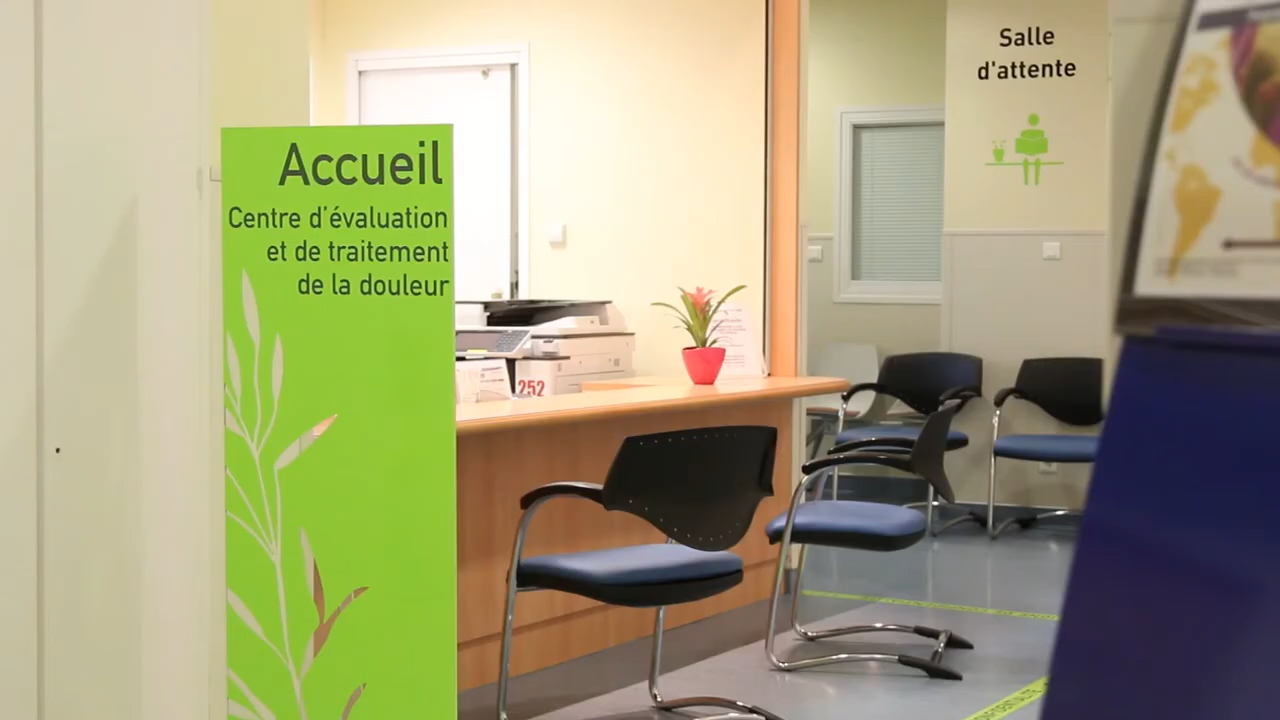 Accueil
Centre d'évaluation
et de traitement
de la douleur
Salle
d'attente
252